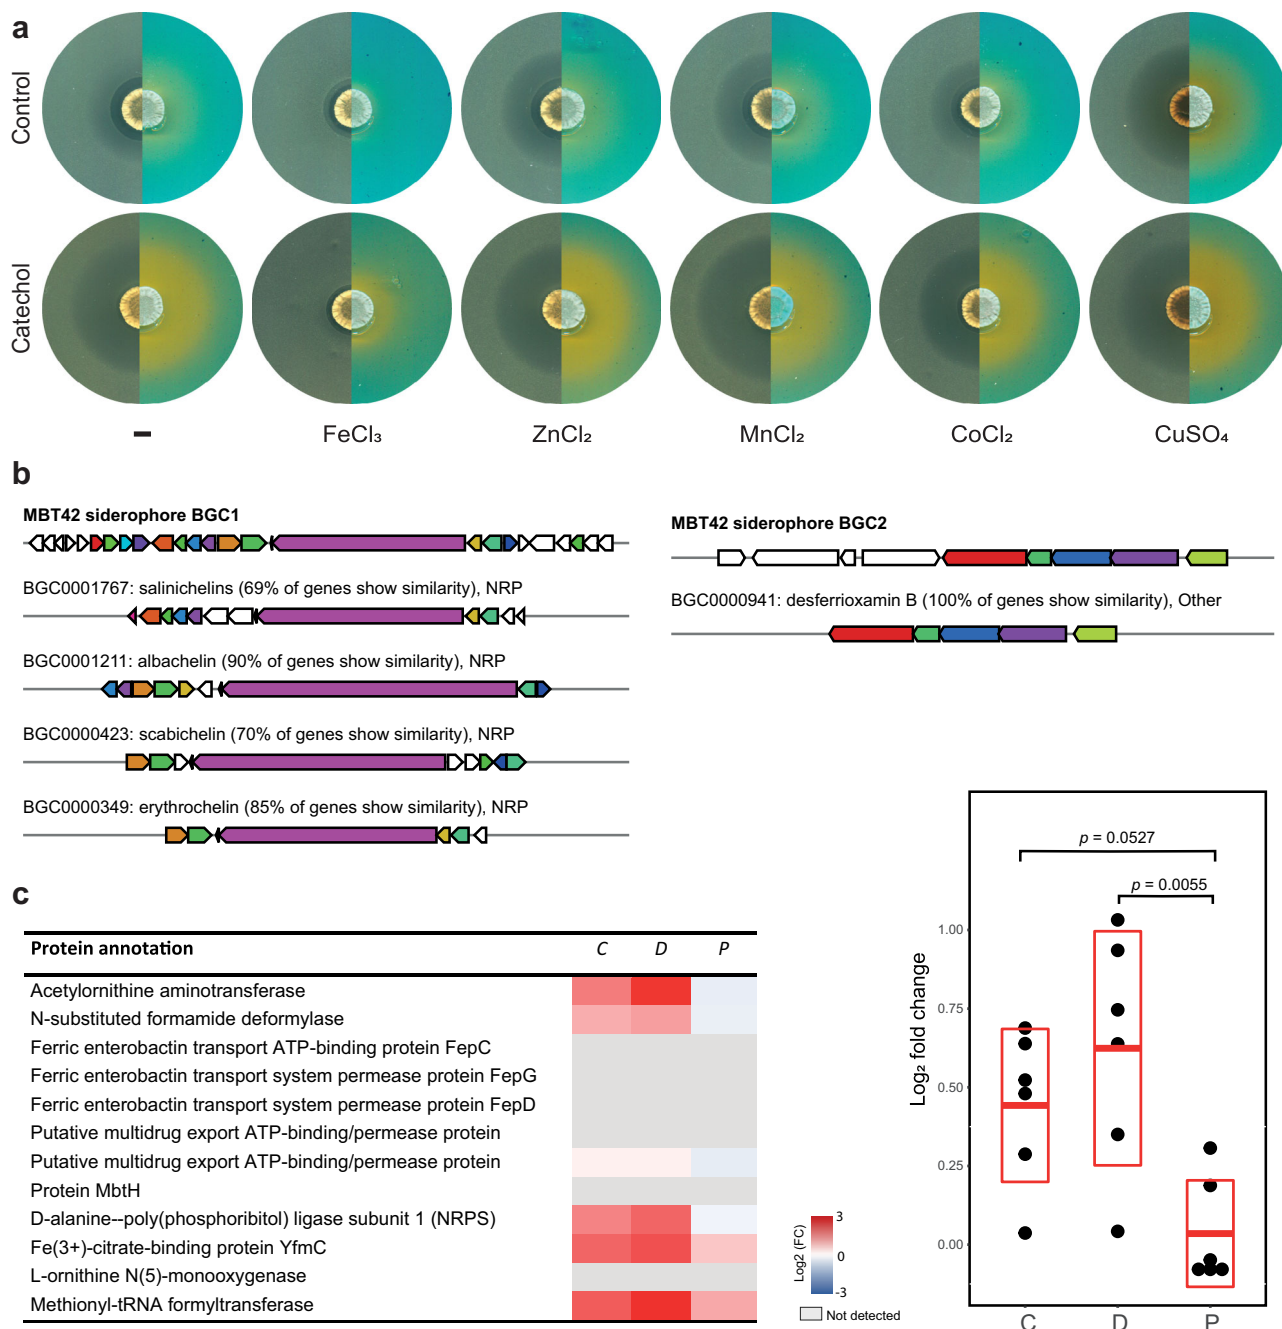 a
Control
Catechol
–
FeCl₃
ZnCl₂
MnCl₂
CoCl₂
CuSO₄
b
MBT42 siderophore BGC1
BGC0001767: salinichelins (69% of genes show similarity), NRP
BGC0001211: albachelin (90% of genes show similarity), NRP
BGC0000423: scabichelin (70% of genes show similarity), NRP
BGC0000349: erythrochelin (85% of genes show similarity), NRP
MBT42 siderophore BGC2
BGC0000941: desferrioxamin B (100% of genes show similarity), Other
c
Protein annotation C D P
Acetylornithine aminotransferase
N-substituted formamide deformylase
Ferric enterobactin transport ATP-binding protein FepC
Ferric enterobactin transport system permease protein FepG
Ferric enterobactin transport system permease protein FepD
Putative multidrug export ATP-binding/permease protein
Putative multidrug export ATP-binding/permease protein
Protein MbtH
D-alanine--poly(phosphoribitol) ligase subunit 1 (NRPS)
Fe(3+)-citrate-binding protein YfmC
L-ornithine N(5)-monooxygenase
Methionyl-tRNA formyltransferase
Log2 (FC)
3
0
-3
Not detected
p = 0.0527
p = 0.0055
Log₂ fold change
1.00
0.75
0.50
0.25
0.00
C D P